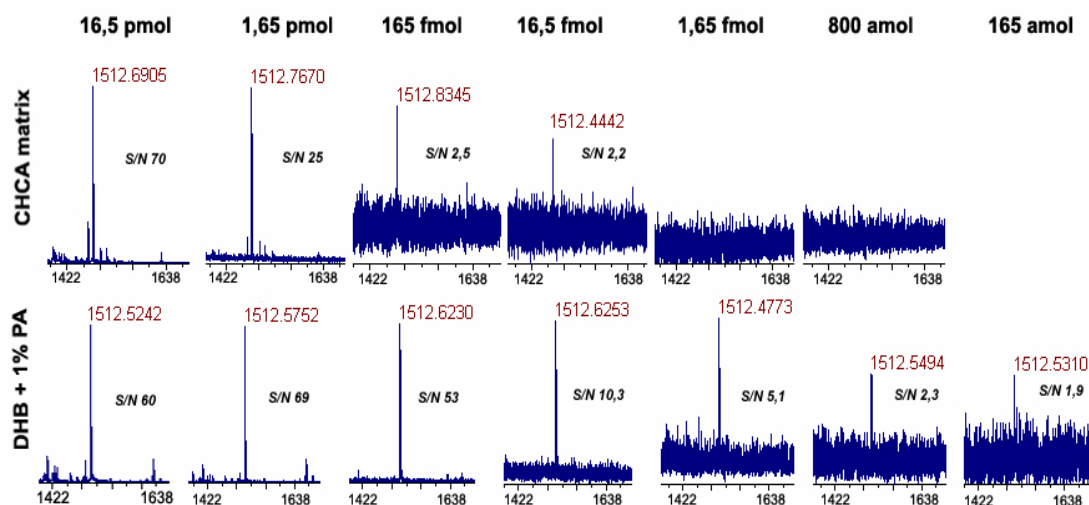 16,5 pmol 1,65 pmol 165 fmol 16,5 fmol 1,65 fmol 800 amol 165 amol
CHCA matrix
1512.6905 1512.7670 1512.8345 1512.4442
S/N 70 S/N 25 S/N 2,5 S/N 2,2
1422 1638 1422 1638 1422 1638 1422 1638 1422 1638 1422 1638
DHB + 1% PA
1512.5242 1512.5752 1512.6230 1512.6253 1512.4773 1512.5494 1512.5310
S/N 60 S/N 69 S/N 53 S/N 10,3 S/N 5,1 S/N 2,3 S/N 1,9
1422 1638 1422 1638 1422 1638 1422 1638 1422 1638 1422 1638 1422 1638